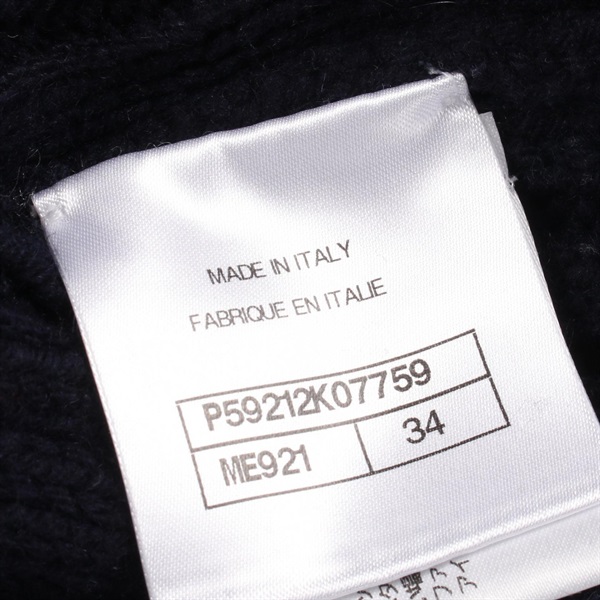 MADE IN ITALY
FABRIQUE EN ITALIE
P59212K07759
ME921 34